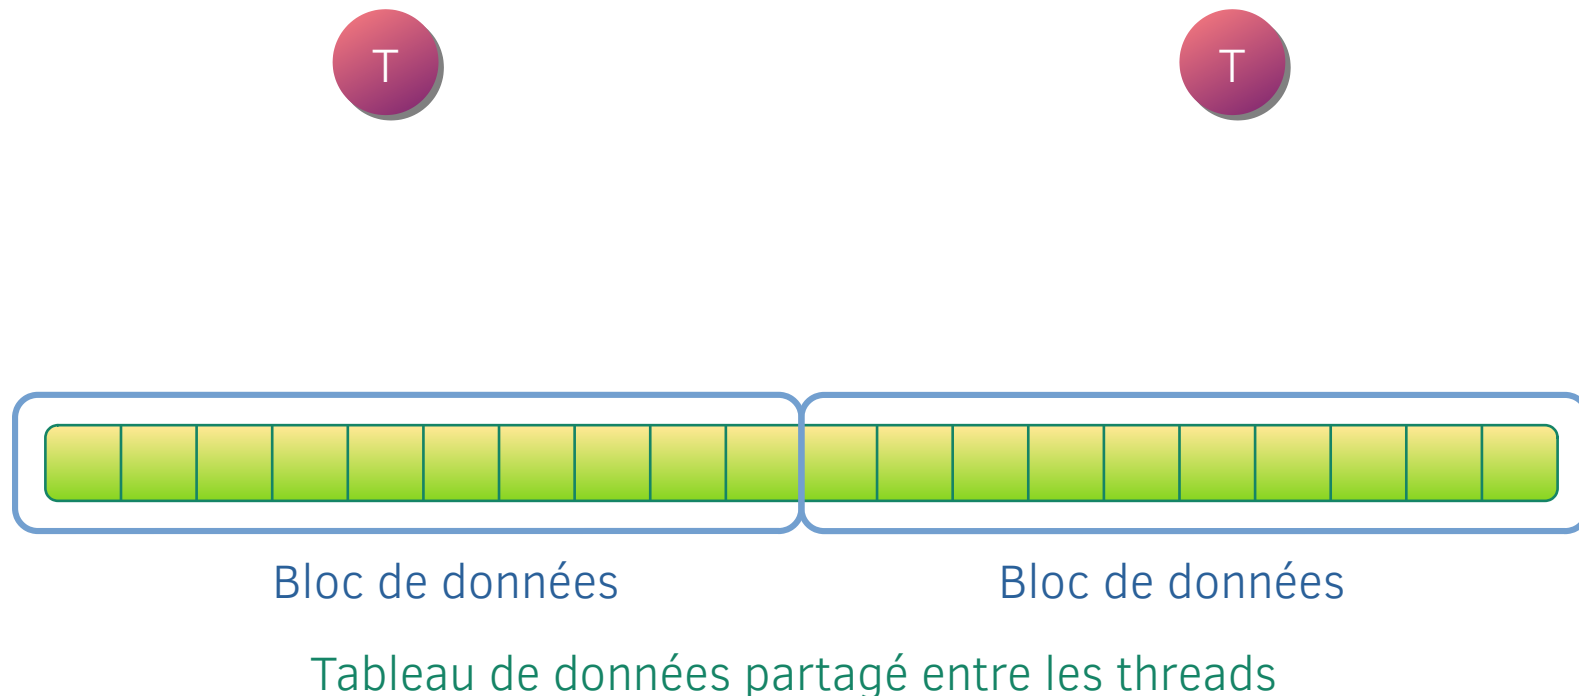 T T
Bloc de données Bloc de données
Tableau de données partagé entre les threads